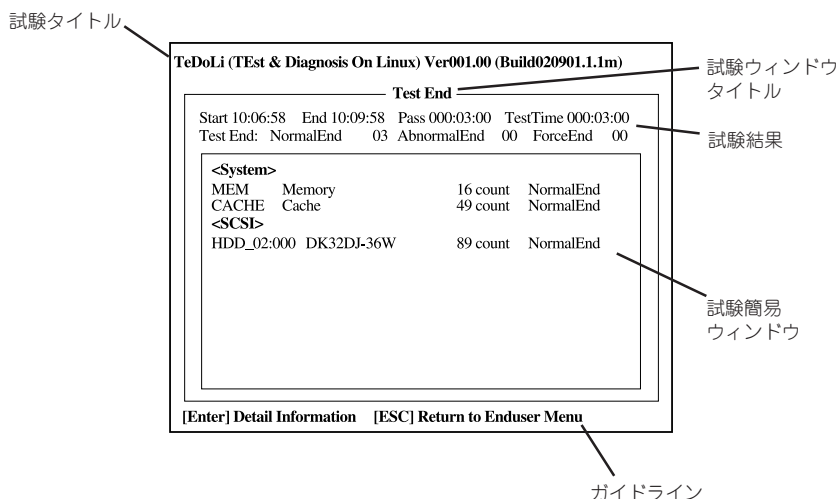 試験タイトル
TeDoLi (TEst & Diagnosis On Linux) Ver001.00 (Build020901.1.1m)
試験ウィンドウ
タイトル
Test End
Start 10:06:58 End 10:09:58 Pass 000:03:00 TestTime 000:03:00
Test End: NormalEnd 03 AbnormalEnd 00 ForceEnd 00
試験結果
<System>
MEM Memory 16 count NormalEnd
CACHE Cache 49 count NormalEnd
<SCSI>
HDD_02:000 DK32DJ-36W 89 count NormalEnd
試験簡易
ウィンドウ
[Enter] Detail Information [ESC] Return to Enduser Menu
ガイドライン